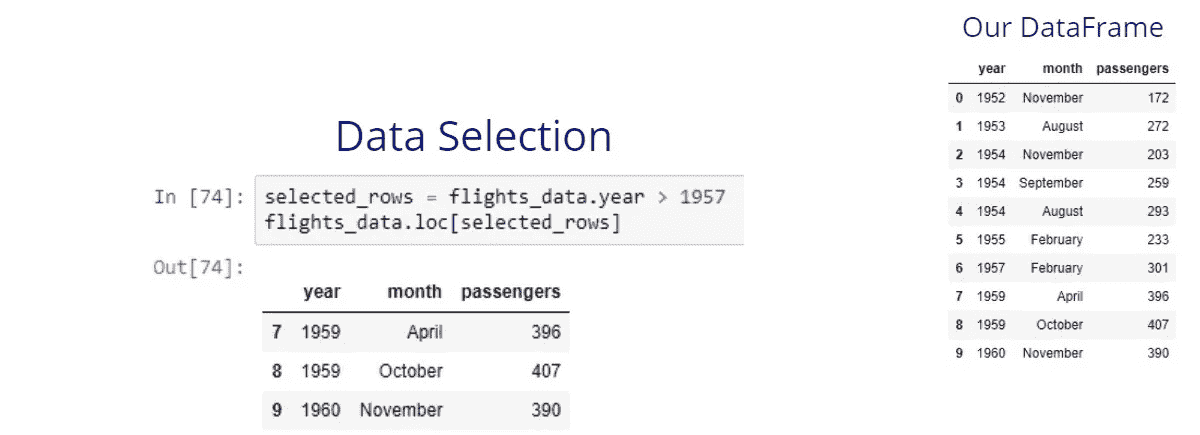 Data Selection
In [74]: selected_rows = flights_data.year > 1957
flights_data.loc[selected_rows]
Out[74]:
year month passengers
7 1959 April 396
8 1959 October 407
9 1960 November 390
Our DataFrame
year month passengers
0 1952 November 172
1 1953 August 272
2 1954 November 203
3 1954 September 259
4 1954 August 293
5 1955 February 233
6 1957 February 301
7 1959 April 396
8 1959 October 407
9 1960 November 390